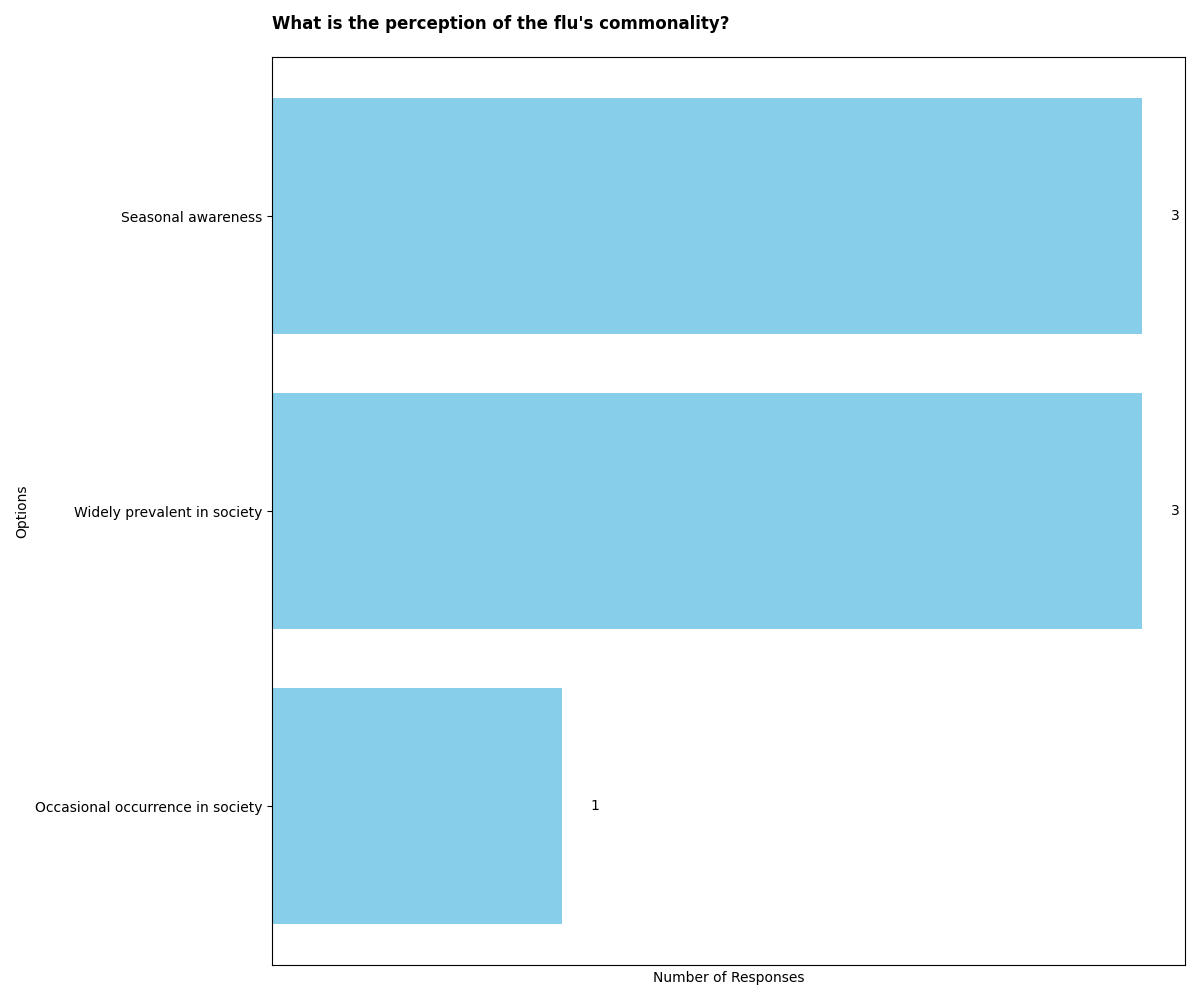 What is the perception of the flu's commonality?
Seasonal awareness
3
Widely prevalent in society
3
Occasional occurrence in society
1
Options
Number of Responses